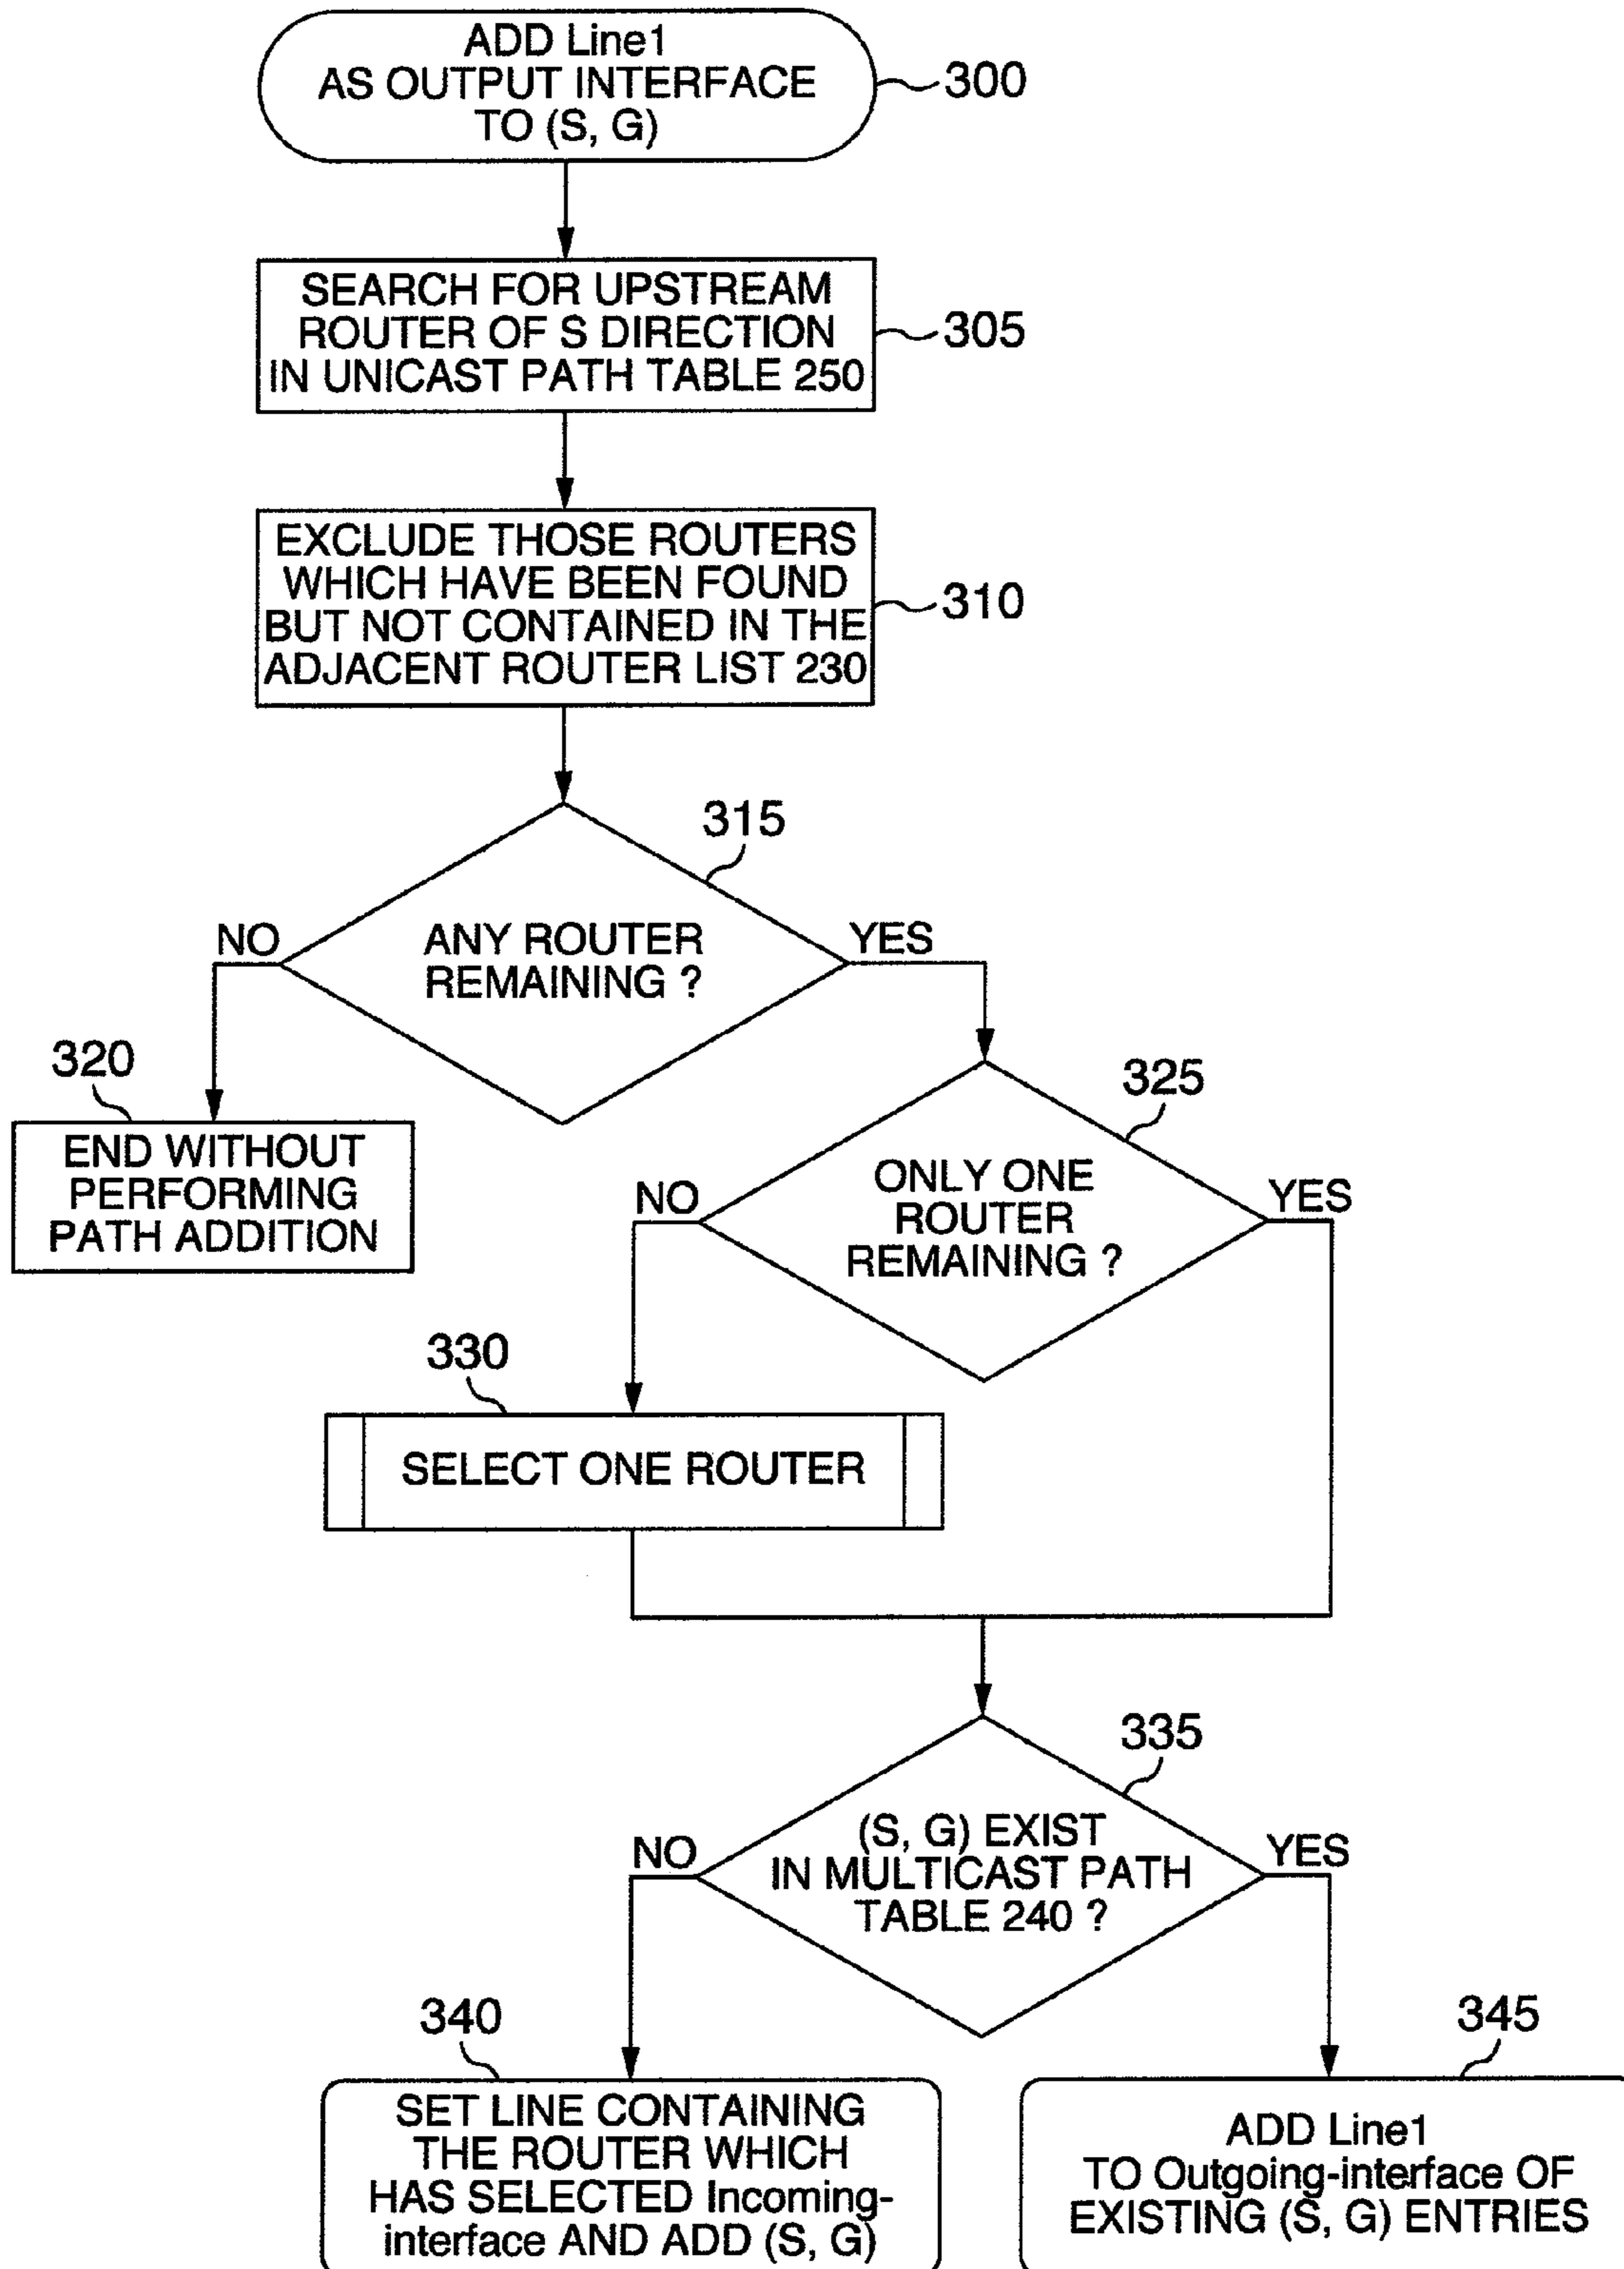 ADD Line1
AS OUTPUT INTERFACE
TO (S, G)
300
SEARCH FOR UPSTREAM
ROUTER OF S DIRECTION
IN UNICAST PATH TABLE 250
305
EXCLUDE THOSE ROUTERS
WHICH HAVE BEEN FOUND
BUT NOT CONTAINED IN THE
ADJACENT ROUTER LIST 230
310
315
NO
ANY ROUTER
REMAINING ?
YES
320
END WITHOUT
PERFORMING
PATH ADDITION
325
NO
ONLY ONE
ROUTER
REMAINING ?
YES
330
SELECT ONE ROUTER
335
NO
(S, G) EXIST
IN MULTICAST PATH
TABLE 240 ?
YES
340
SET LINE CONTAINING
THE ROUTER WHICH
HAS SELECTED Incoming-
interface AND ADD (S, G)
345
ADD Line1
TO Outgoing-interface OF
EXISTING (S, G) ENTRIES